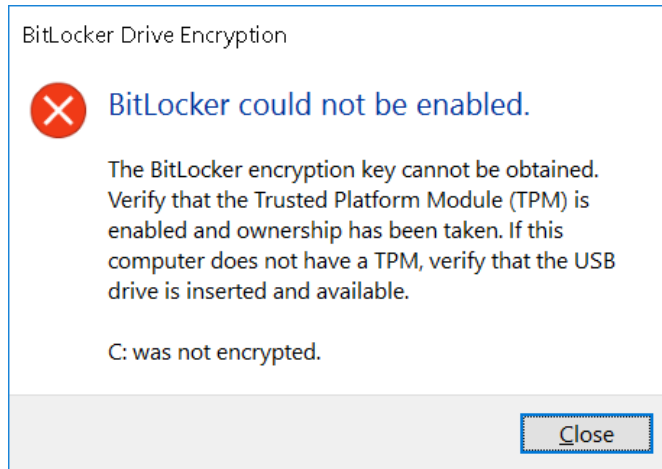 BitLocker Drive Encryption
BitLocker could not be enabled.
The BitLocker encryption key cannot be obtained.
Verify that the Trusted Platform Module (TPM) is
enabled and ownership has been taken. If this
computer does not have a TPM, verify that the USB
drive is inserted and available.
C: was not encrypted.
Close